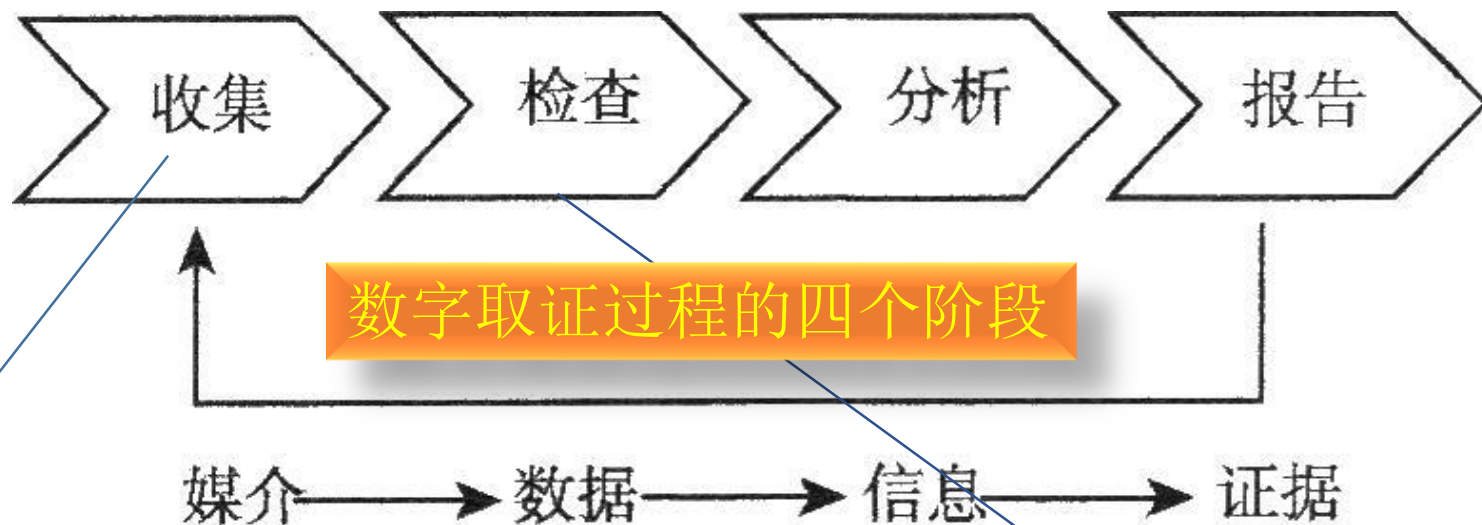 收集 检查 分析 报告
数字取证过程的四个阶段
媒介 数据 信息 证据